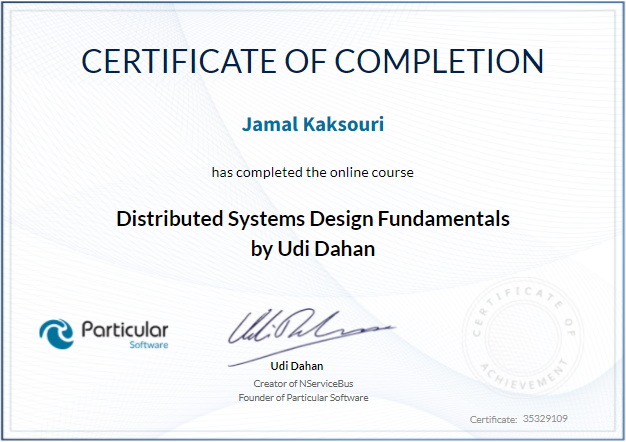 CERTIFICATE OF COMPLETION
Jamal Kaksouri
has completed the online course
Distributed Systems Design Fundamentals
by Udi Dahan
Particular
Software
Udi Dahan
Udi Dahan
Creator of NServiceBus
Founder of Particular Software
CERTIFICATE OF
ACHIEVEMENT
Certificate: 35329109